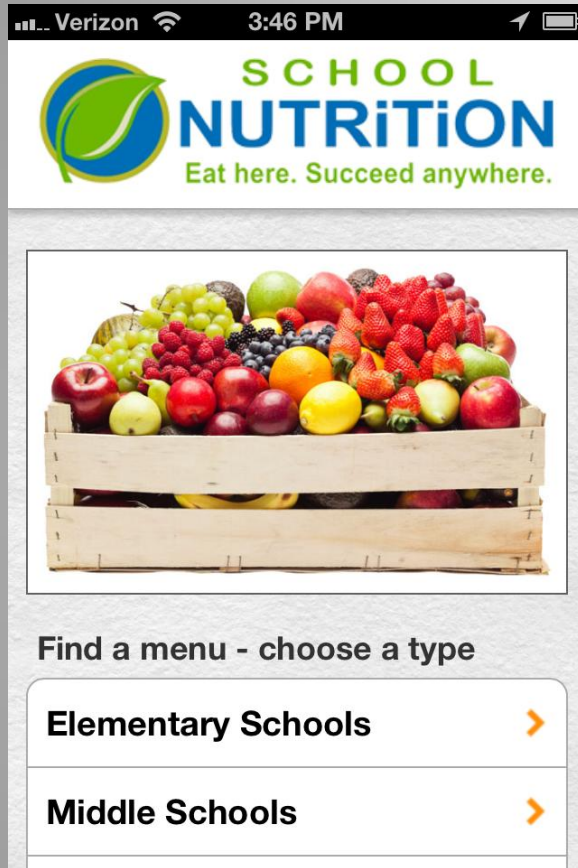 Verizon 3:46 PM
SCHOOL
NUTRiTiON
Eat here. Succeed anywhere.
Find a menu - choose a type
Elementary Schools
Middle Schools